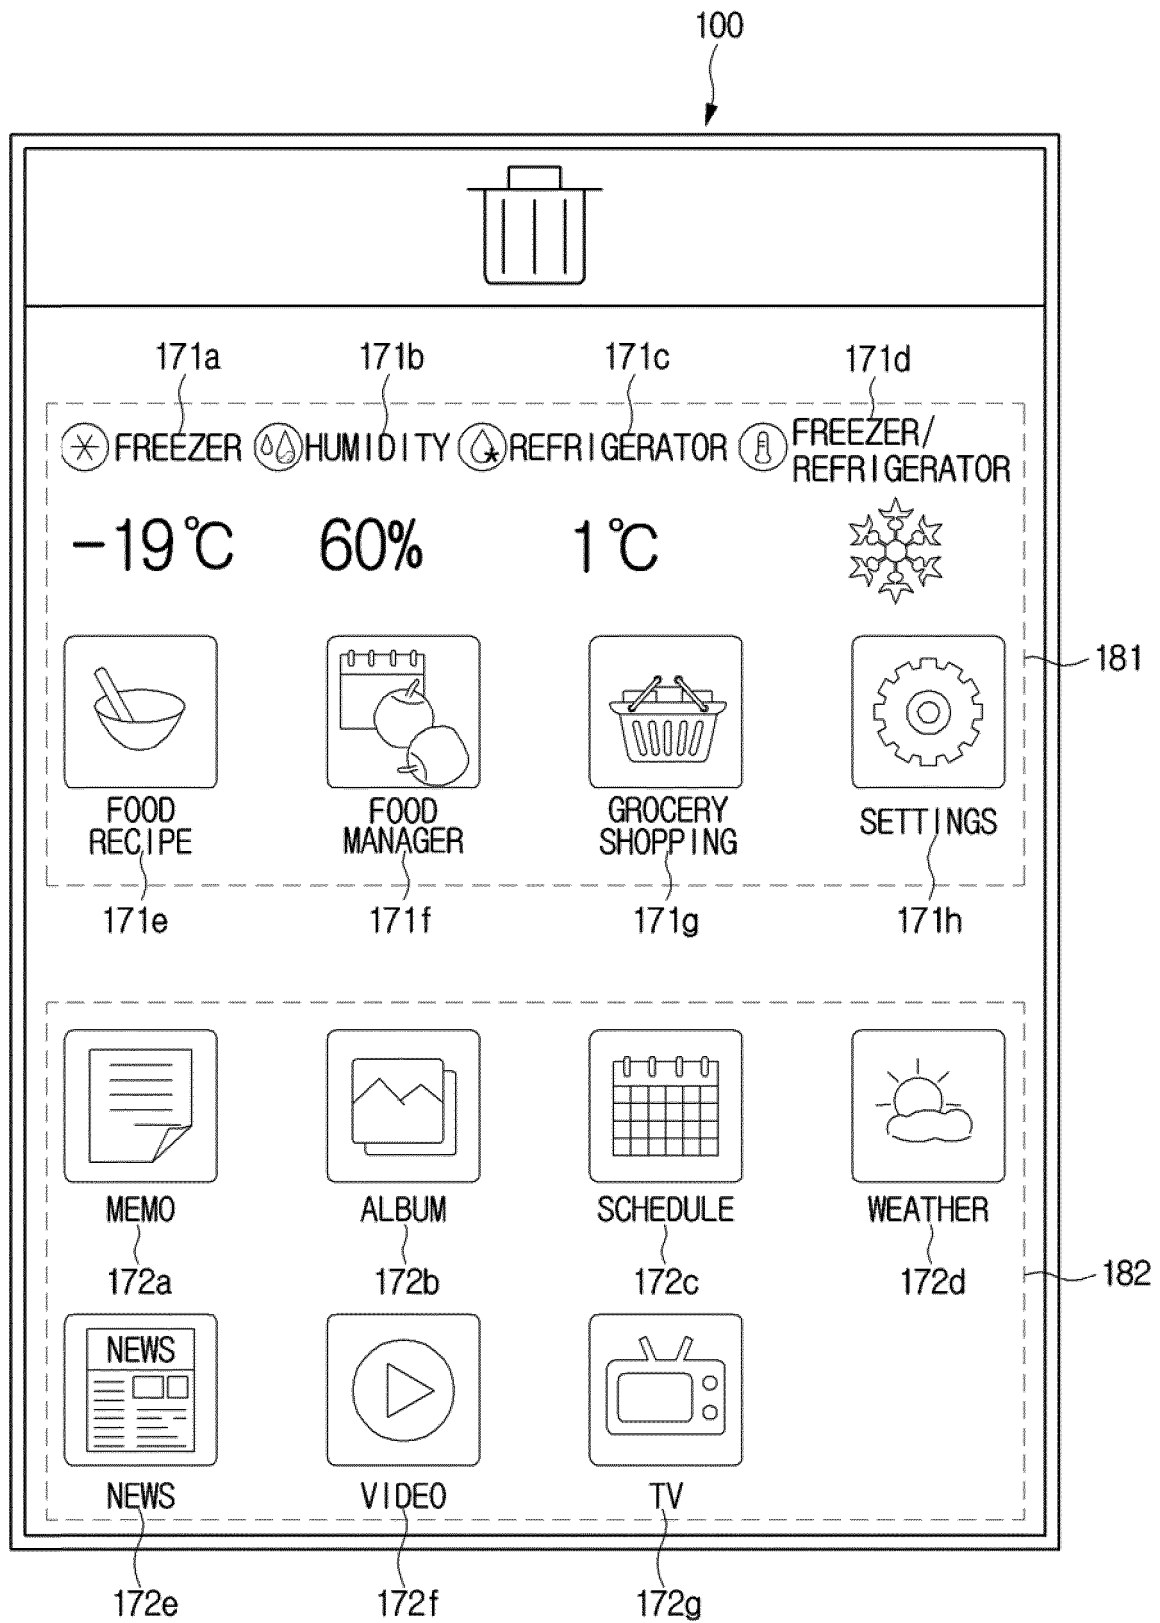 100
171a 171b 171c 171d
FREEZER HUMIDITY REFRIGERATOR FREEZER/
REFRIGERATOR
-19℃ 60% 1℃
181
FOOD
RECIPE
FOOD
MANAGER
GROCERY
SHOPPING
SETTINGS
171e 171f 171g 171h
MEMO ALBUM SCHEDULE WEATHER
172a 172b 172c 172d
182
NEWS
NEWS VIDEO TV
172e 172f 172g